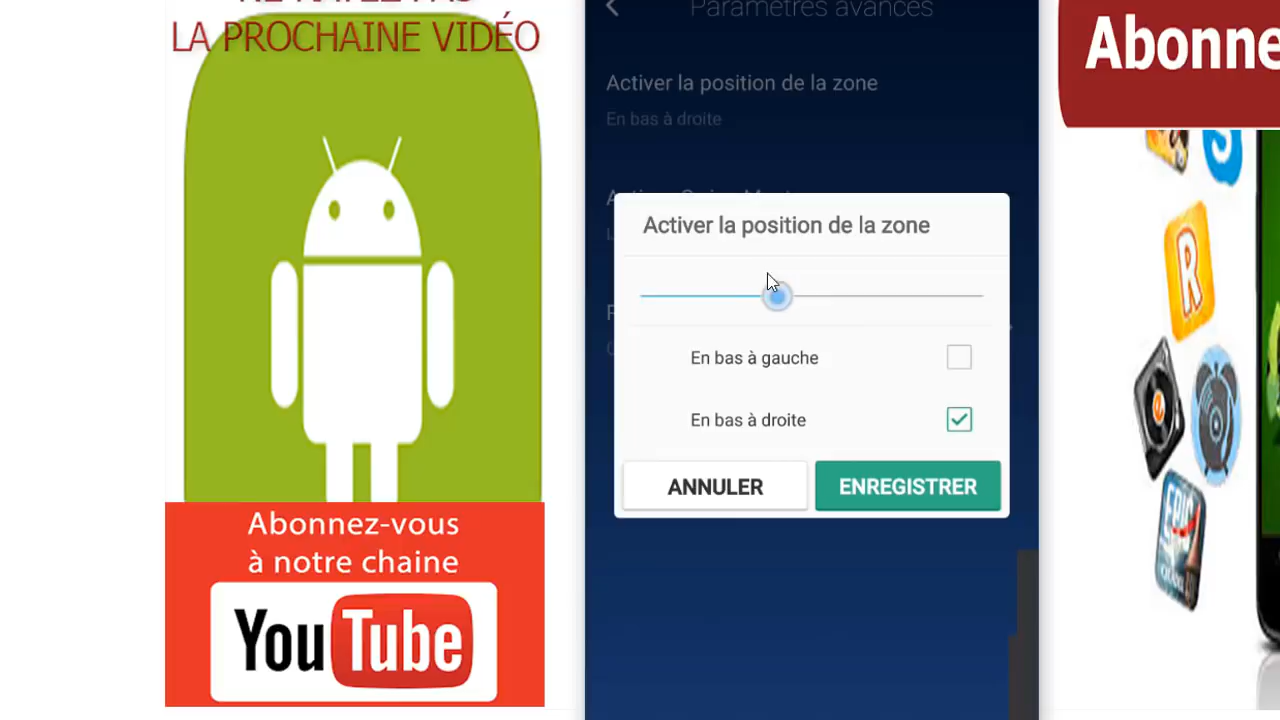 LA PROCHAINE VIDÉO
Abonnez-vous
à notre chaine
YouTube
Paramètres avancés
Activer la position de la zone
En bas à droite
Activer la position de la zone
En bas à gauche
En bas à droite
ANNULER
ENREGISTRER
Abonne
R
EPIC